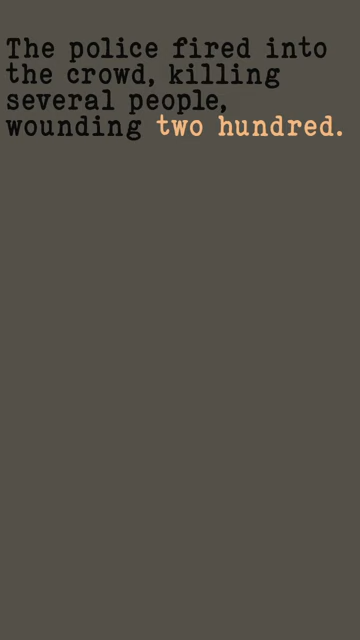 The police fired into
the crowd, killing
several people,
wounding two hundred.